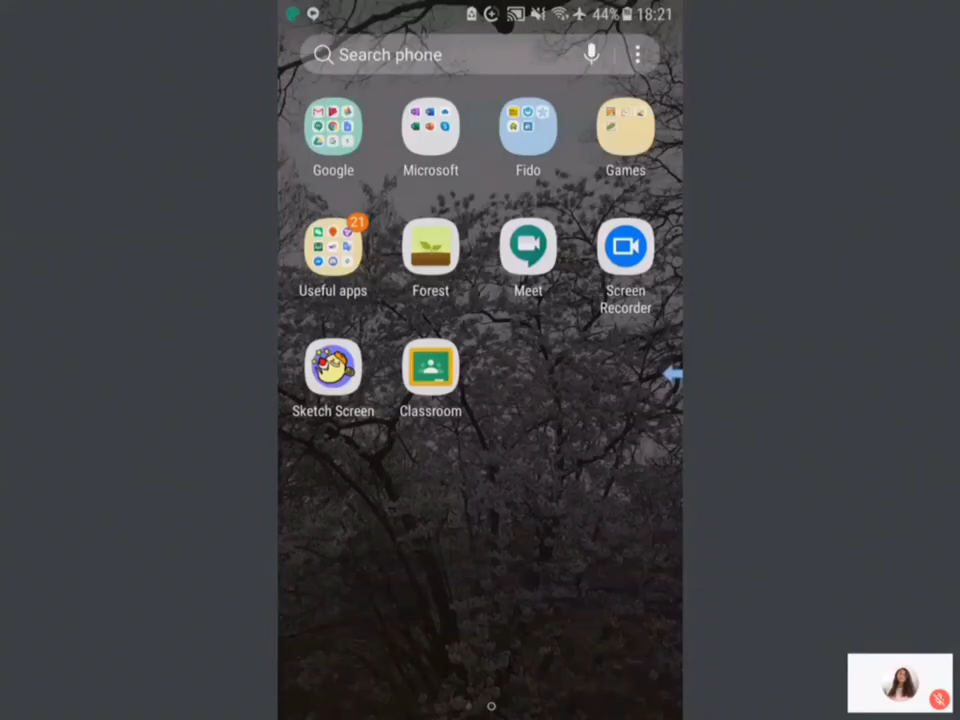 44% 18:21
Search phone
Google Microsoft Fido Games
21
Useful apps Forest Meet Screen Recorder
Sketch Screen Classroom